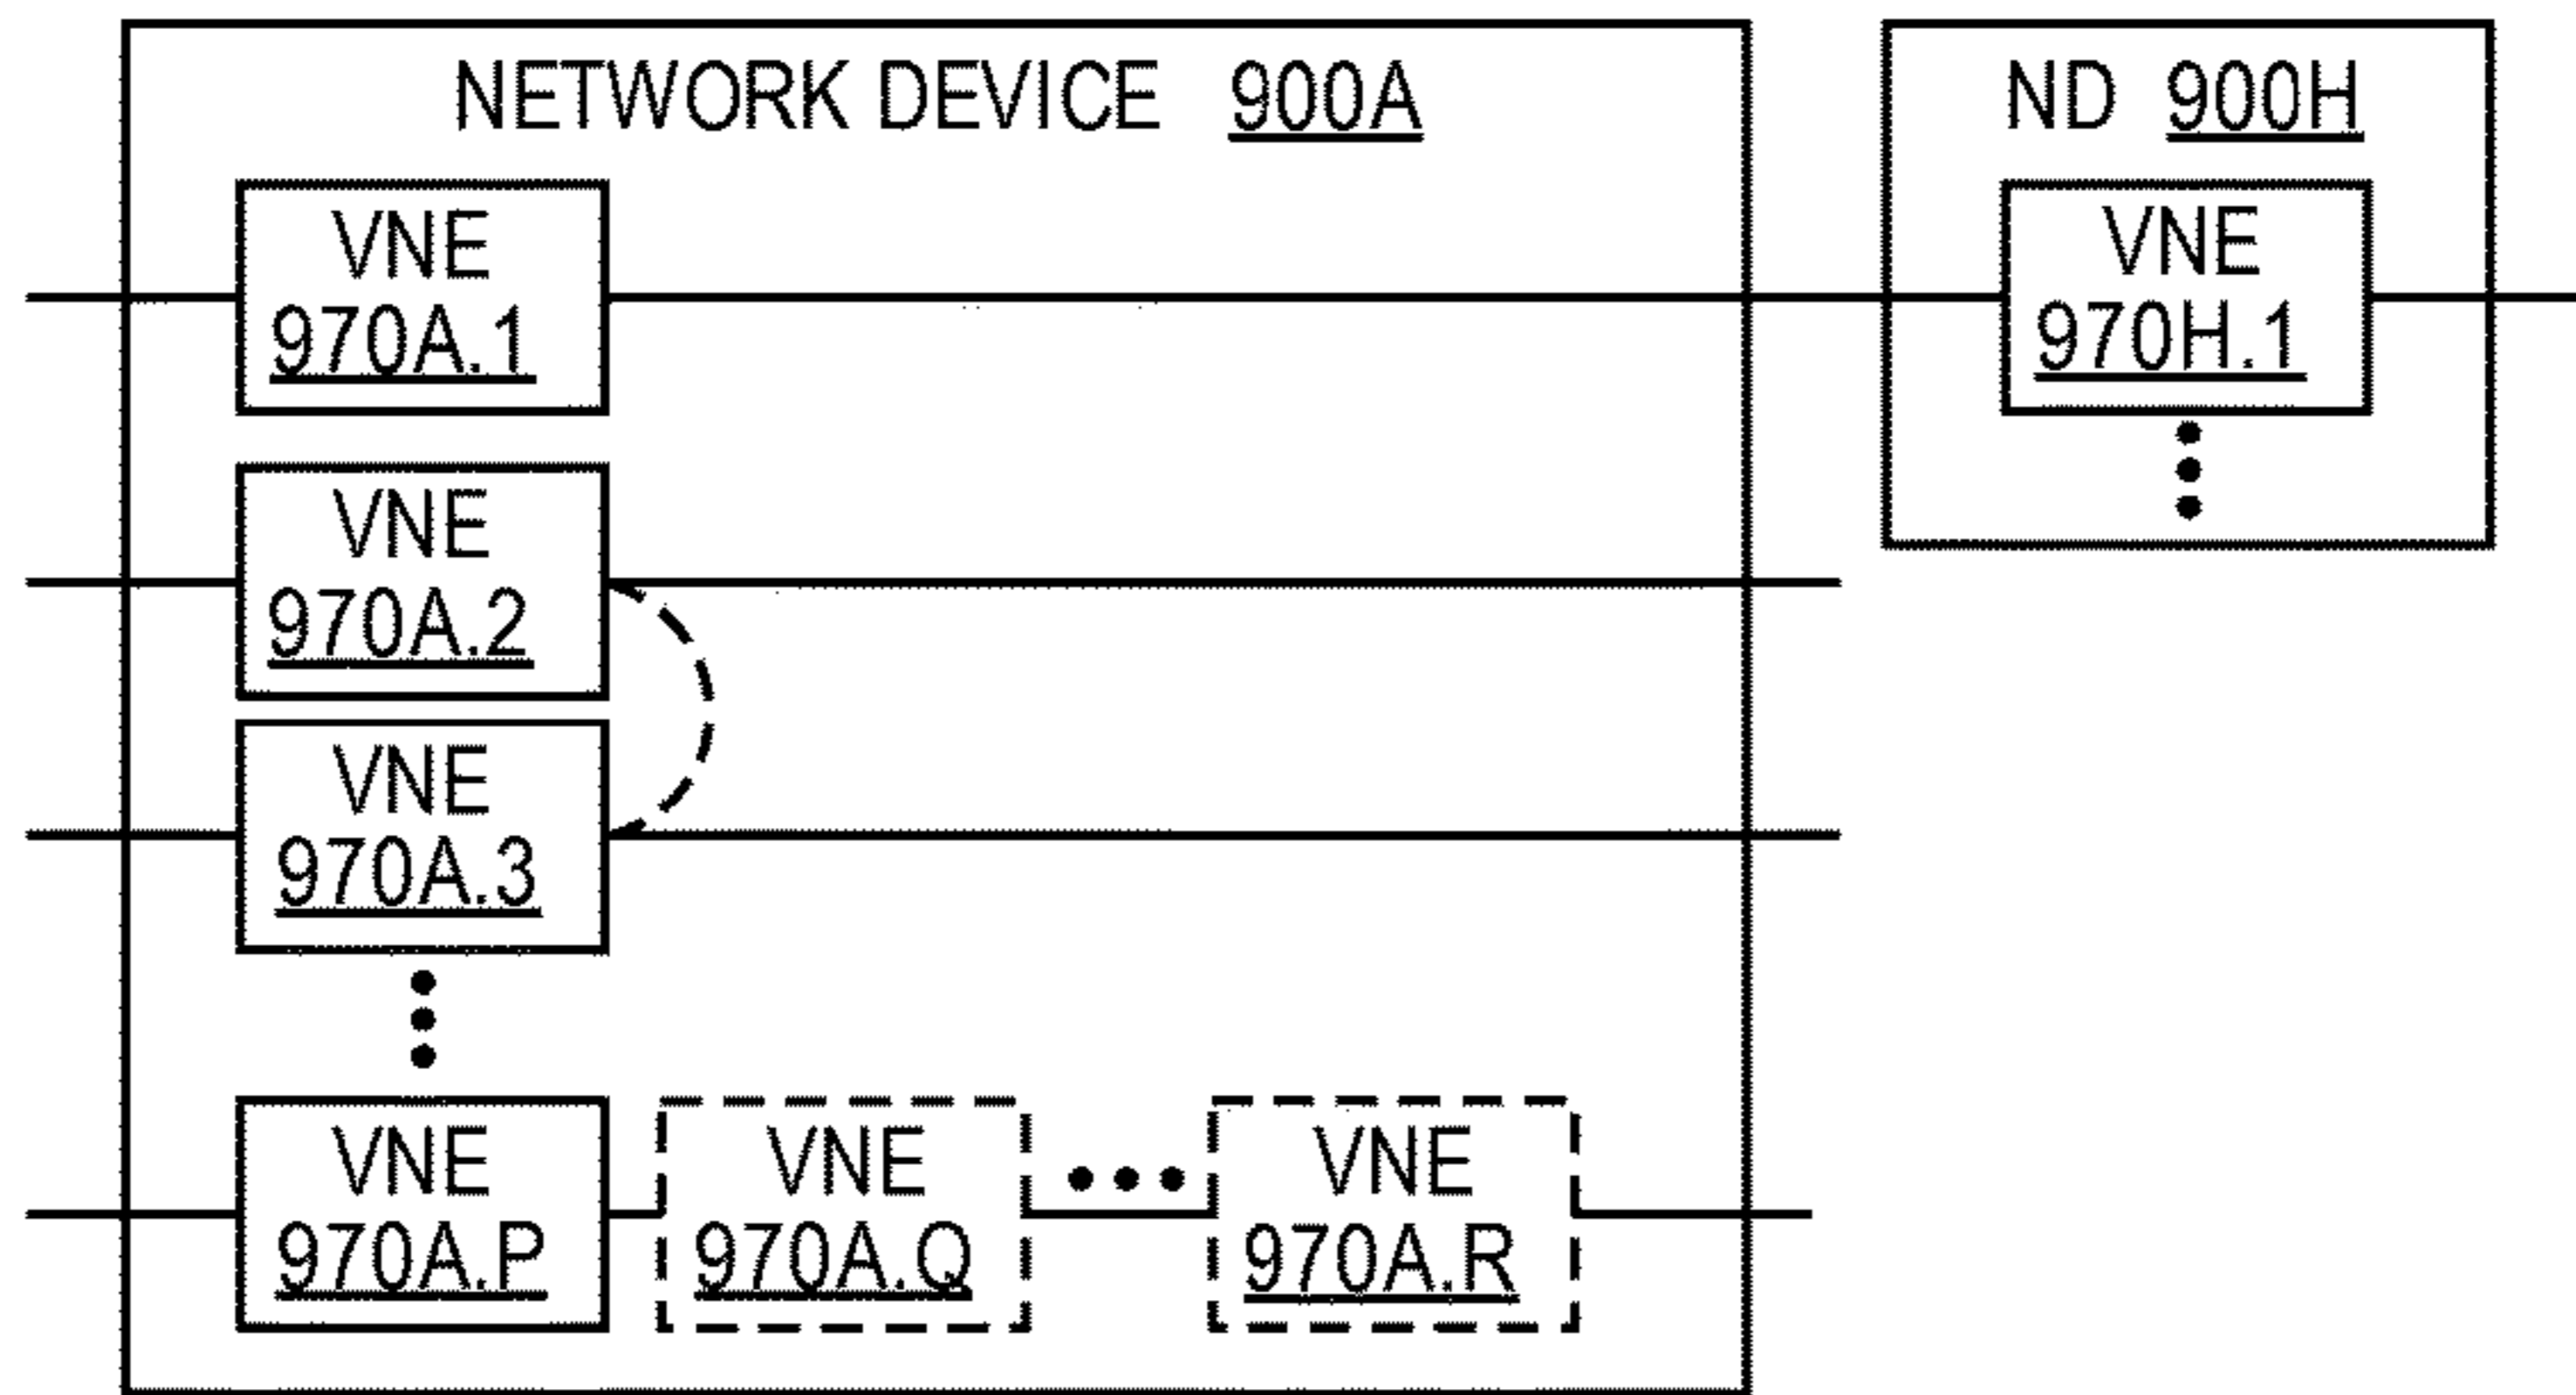 NETWORK DEVICE 900A
ND 900H
VNE
970A.1
VNE
970H.1
VNE
970A.2
VNE
970A.3
VNE
970A.P
VNE
970A.Q
VNE
970A.R